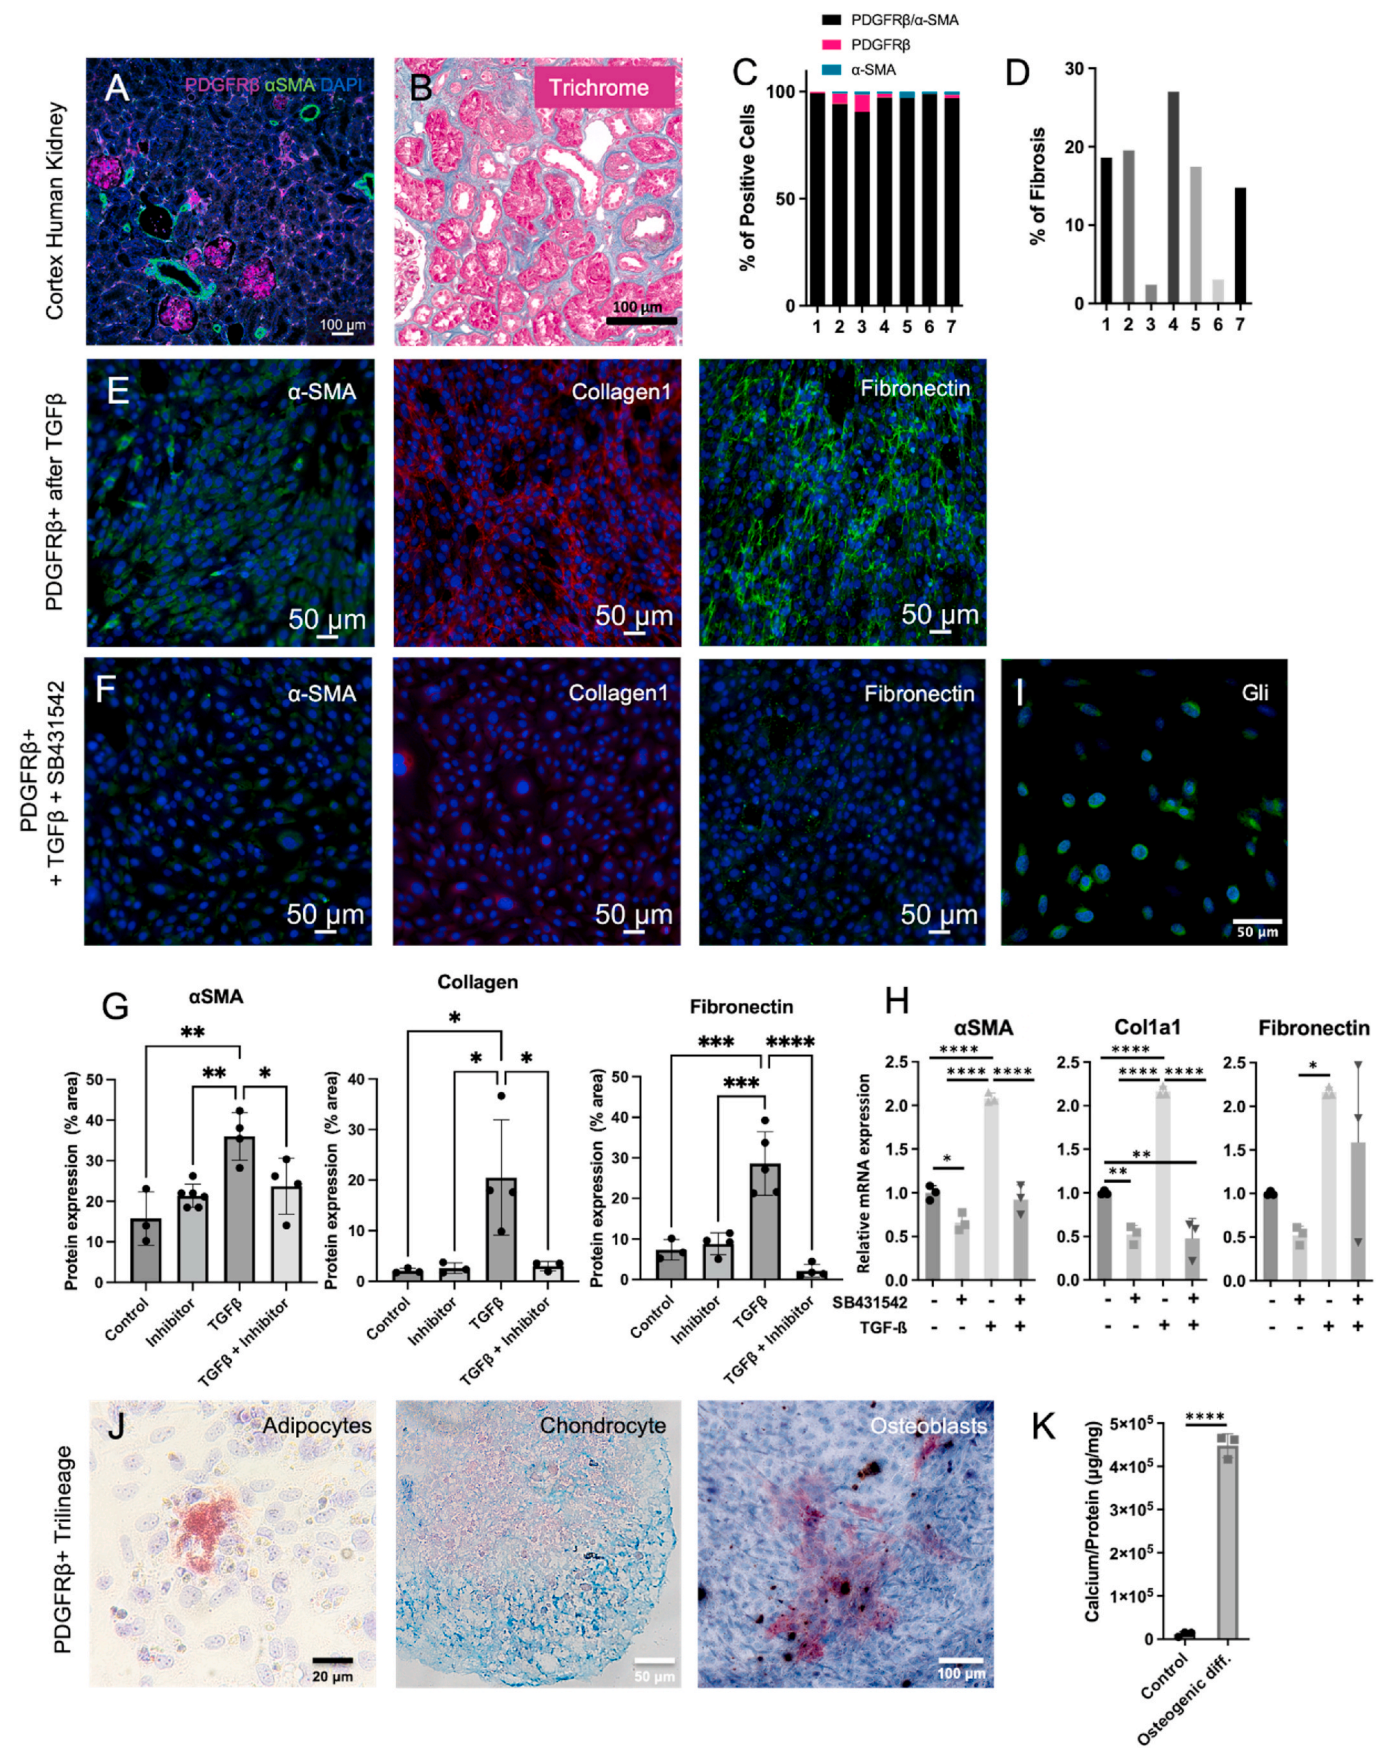 PDGFRβ/α-SMA
PDGFRβ
α-SMA
Cortex Human Kidney
A
PDGFRβ αSMA DAPI
100 µm
B
Trichrome
100 µm
C
% of Positive Cells
100
50
0
1 2 3 4 5 6 7
D
% of Fibrosis
30
20
10
0
1 2 3 4 5 6 7
PDGFRβ+ after TGFβ
E
α-SMA
50 µm
Collagen1
50 µm
Fibronectin
50 µm
PDGFRβ+
+ TGFβ + SB431542
F
α-SMA
50 µm
Collagen1
50 µm
Fibronectin
50 µm
I
Gli
50 µm
G
αSMA
**
** *
Protein expression (% area)
50
40
30
20
10
0
Control
Inhibitor
TGFβ
TGFβ + Inhibitor
Collagen
*
* *
Protein expression (% area)
40
30
20
10
0
Control
Inhibitor
TGFβ
TGFβ + Inhibitor
Fibronectin
*** ****
***
Protein expression (% area)
50
40
30
20
10
0
Control
Inhibitor
TGFβ
TGFβ + Inhibitor
H
αSMA
****
**** ****
*
Relative mRNA expression
2.5
2.0
1.5
1.0
0.5
0.0
SB431542 - + - +
TGF-ß - - + +
Col1a1
****
**** ****
**
**
2.5
2.0
1.5
1.0
0.5
0.0
- + - +
- - + +
Fibronectin
*
2.5
2.0
1.5
1.0
0.5
0.0
- + - +
- - + +
PDGFRβ+ Trilineage
J
Adipocytes
20 µm
Chondrocyte
50 µm
Osteoblasts
100 µm
K
****
Calcium/Protein (µg/mg)
5×10⁵
4×10⁵
3×10⁵
2×10⁵
1×10⁵
0
Control
Osteogenic diff.